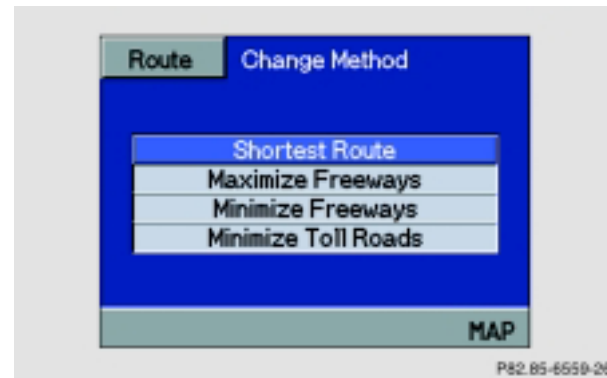 Route Change Method
Shortest Route
Maximize Freeways
Minimize Freeways
Minimize Toll Roads
MAP
P82.85-6559-26